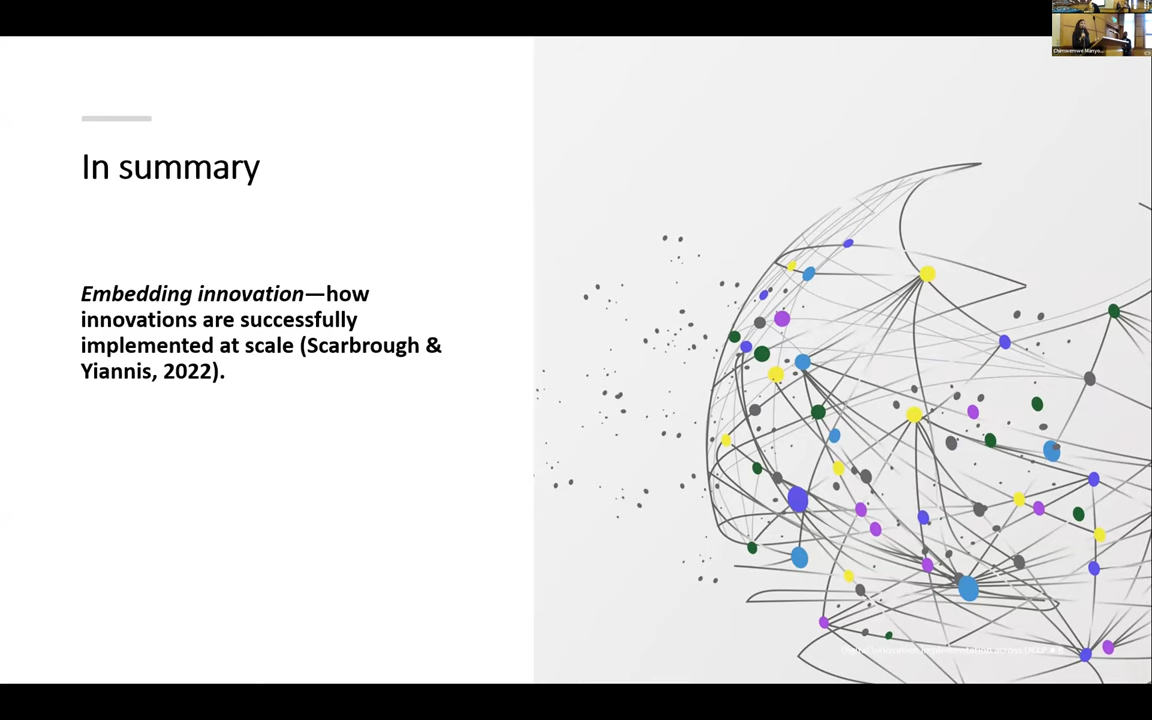 In summary
Embedding innovation—how
innovations are successfully
implemented at scale (Scarbrough &
Yiannis, 2022).